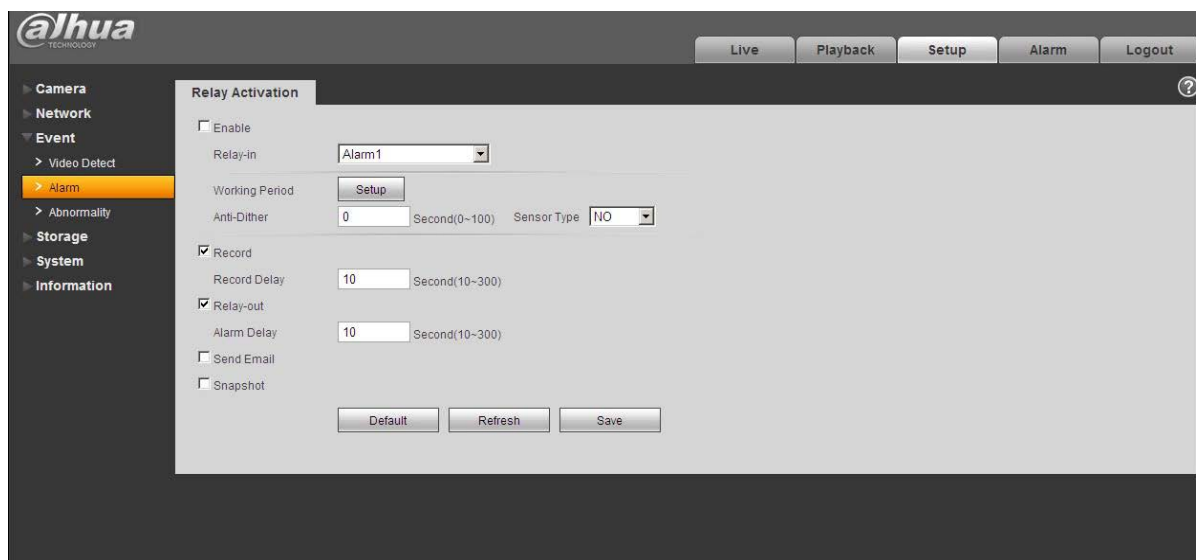 alhua
TECHNOLOGY
Live Playback Setup Alarm Logout
Camera
Network
Event
> Video Detect
> Alarm
> Abnormality
Storage
System
Information
Relay Activation
?
Enable
Relay-in Alarm1
Working Period Setup
Anti-Dither 0 Second(0~100) Sensor Type NO
Record
Record Delay 10 Second(10~300)
Relay-out
Alarm Delay 10 Second(10~300)
Send Email
Snapshot
Default Refresh Save